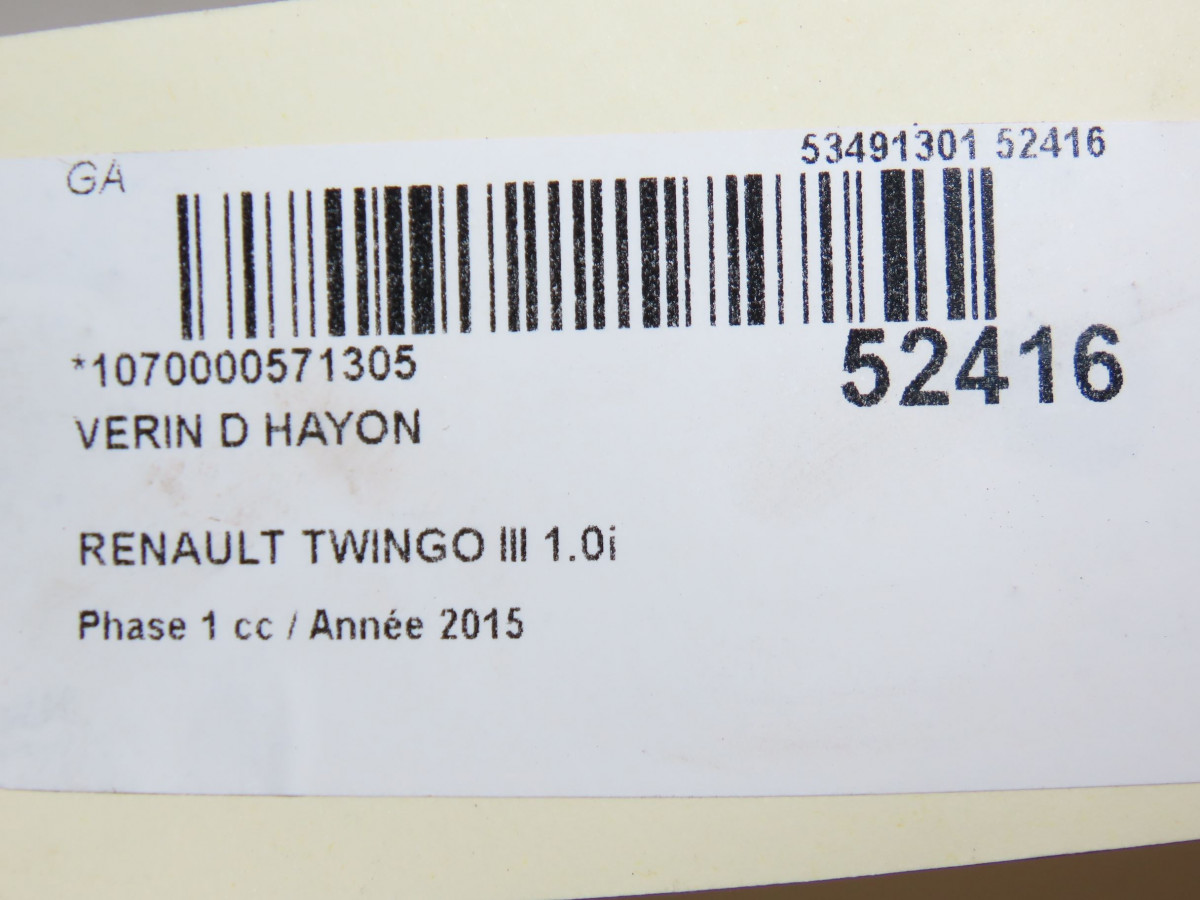 GA
53491301 52416
*1070000571305
52416
VERIN D HAYON
RENAULT TWINGO III 1.0i
Phase 1 cc / Année 2015